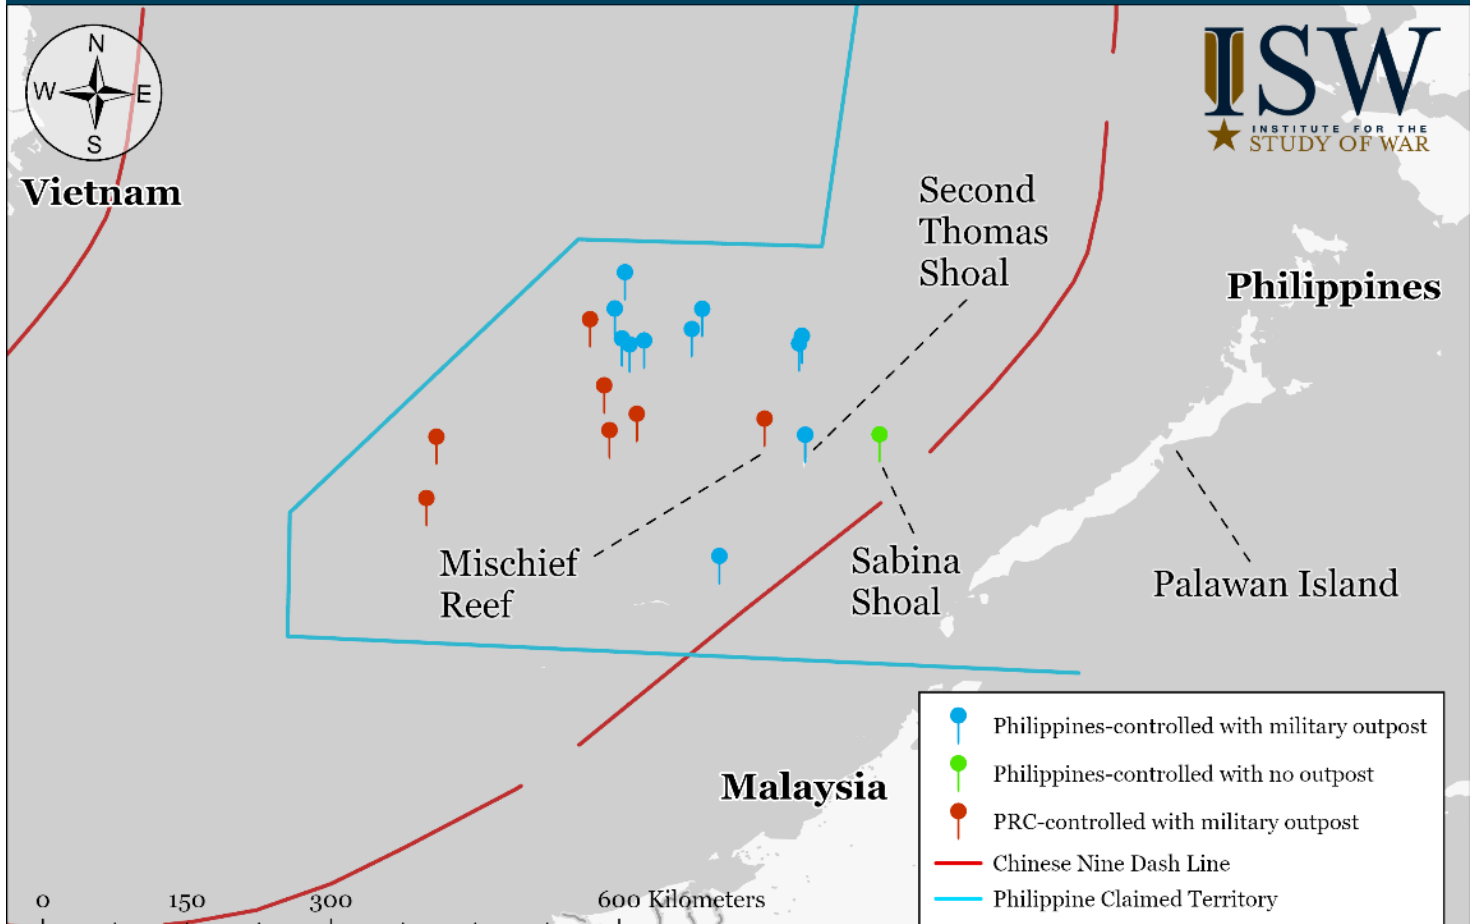 N
W
E
S
ISW
INSTITUTE FOR THE
STUDY OF WAR
Vietnam
Second
Thomas
Shoal
Philippines
Mischief
Reef
Sabina
Shoal
Palawan Island
Malaysia
Philippines-controlled with military outpost
Philippines-controlled with no outpost
PRC-controlled with military outpost
Chinese Nine Dash Line
Philippine Claimed Territory
0 150 300 600 Kilometers